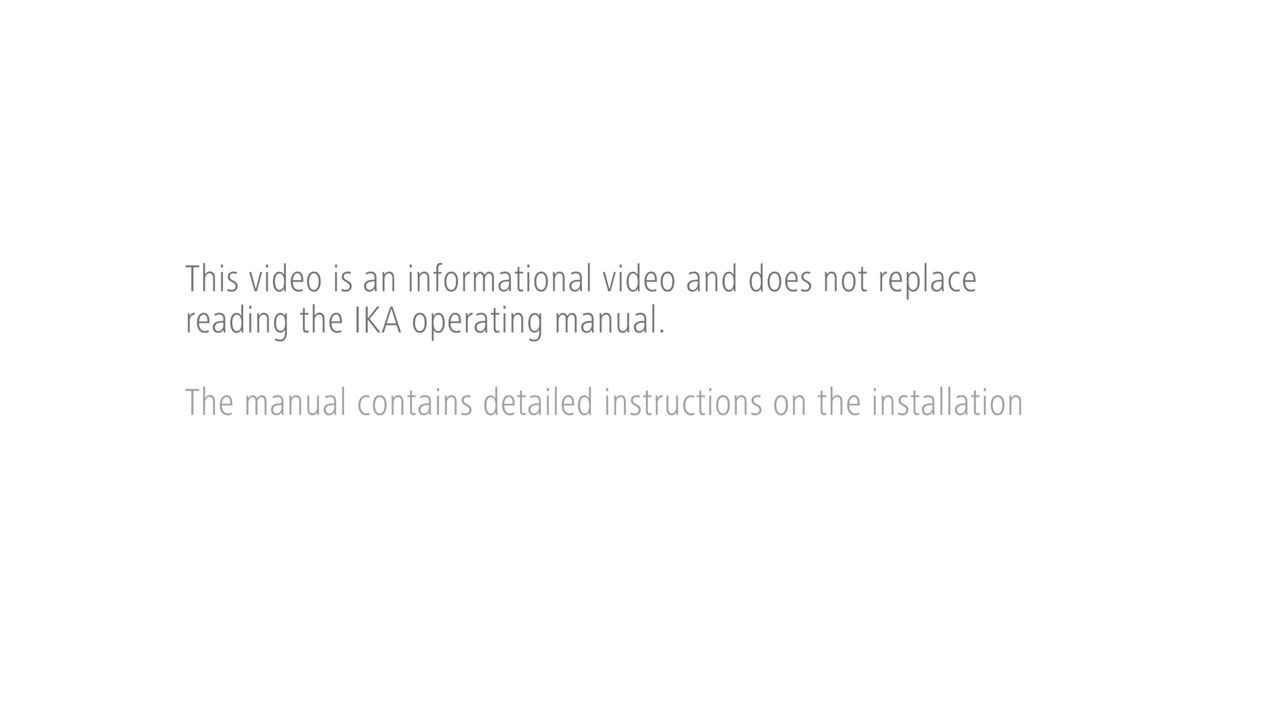 This video is an informational video and does not replace
reading the IKA operating manual.
The manual contains detailed instructions on the installation